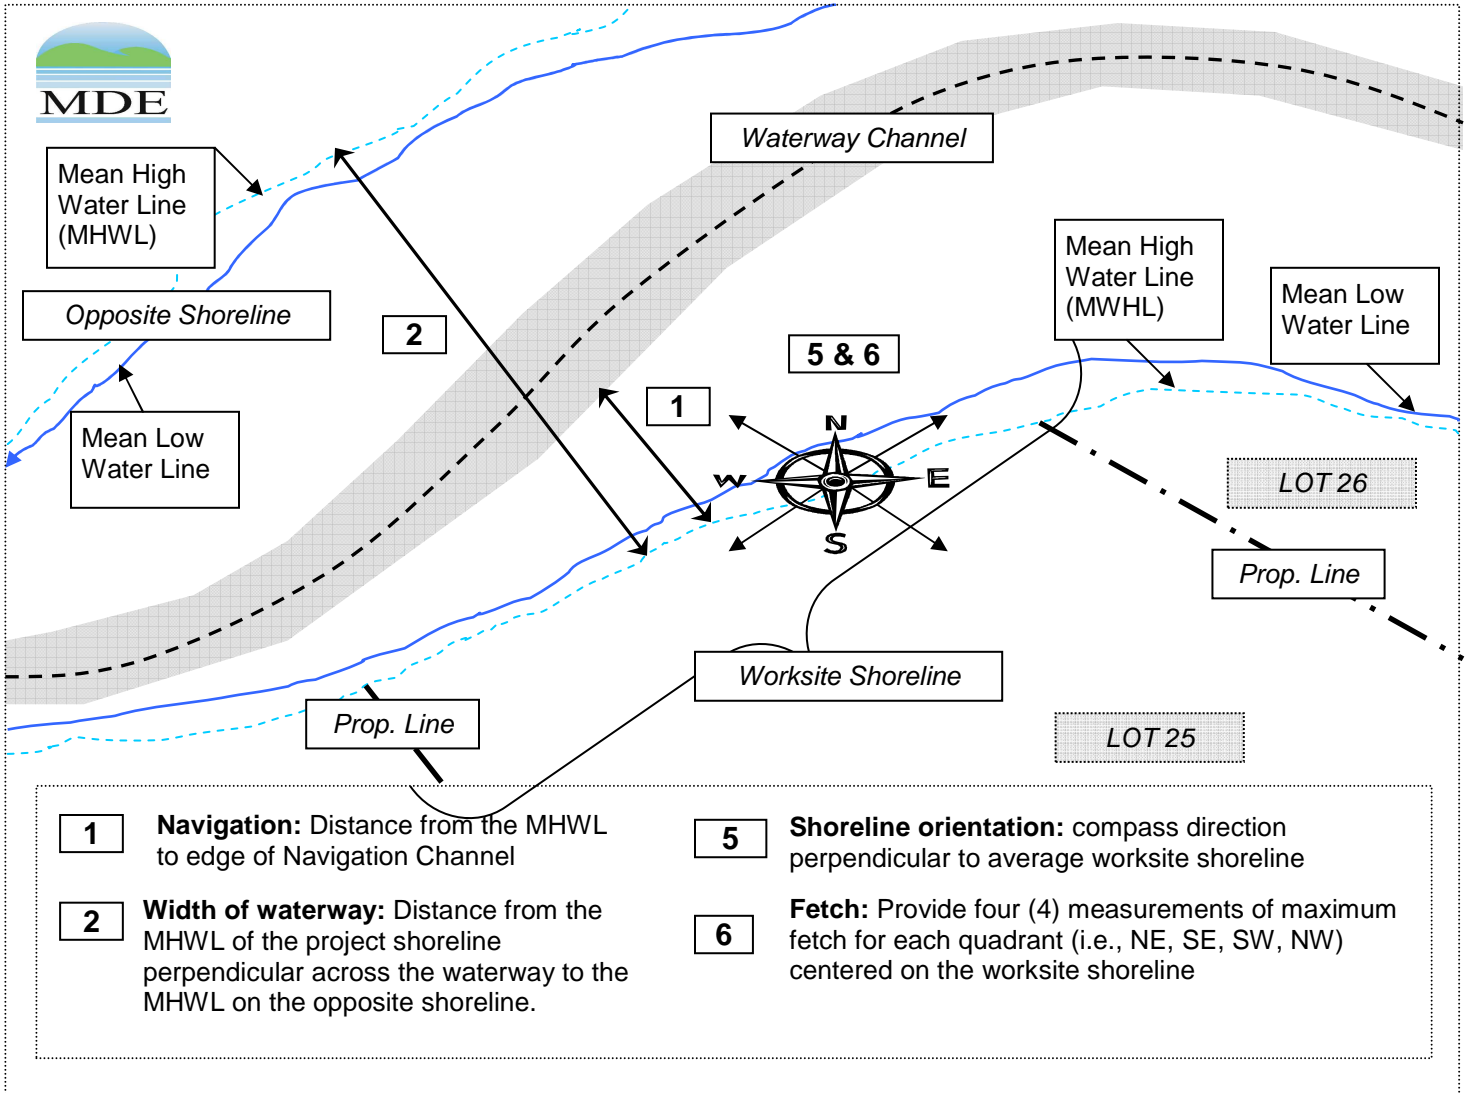 MDE
Waterway Channel
Mean High
Water Line
(MHWL)
Opposite Shoreline
Mean Low
Water Line
2
1
5 & 6
Mean High
Water Line
(MWHL)
Mean Low
Water Line
N
W
E
S
LOT 26
Prop. Line
Worksite Shoreline
Prop. Line
LOT 25
1
Navigation: Distance from the MHWL
to edge of Navigation Channel
2
Width of waterway: Distance from the
MHWL of the project shoreline
perpendicular across the waterway to the
MHWL on the opposite shoreline.
5
Shoreline orientation: compass direction
perpendicular to average worksite shoreline
6
Fetch: Provide four (4) measurements of maximum
fetch for each quadrant (i.e., NE, SE, SW, NW)
centered on the worksite shoreline